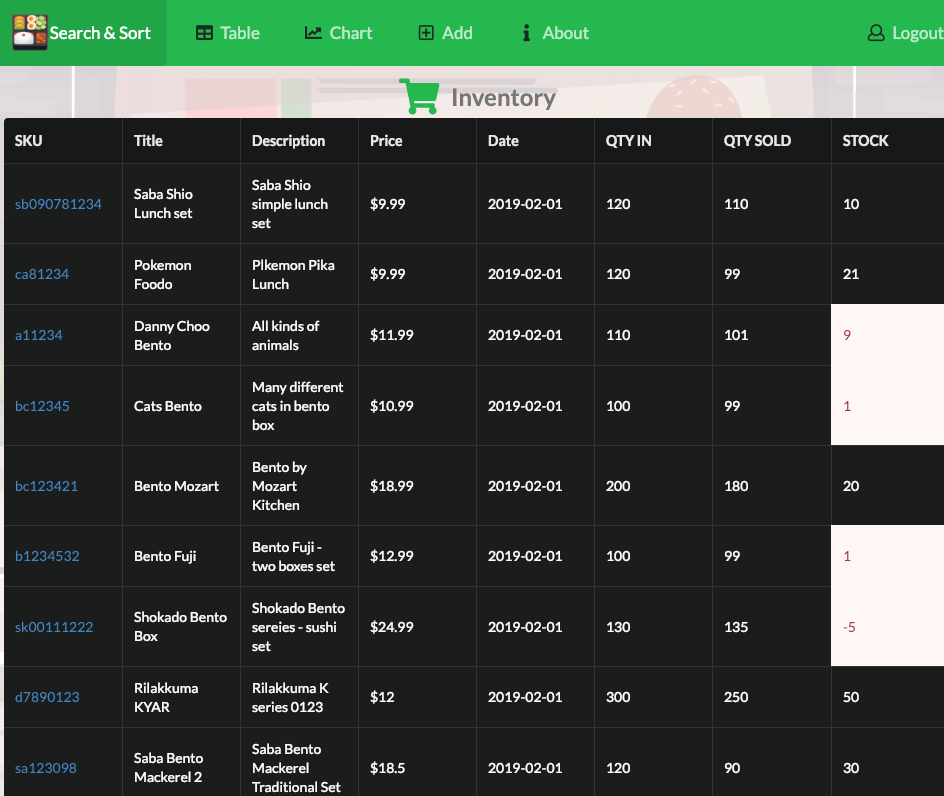 Search & Sort Table Chart Add About Logout
Inventory
SKU Title Description Price Date QTY IN QTY SOLD STOCK
sb090781234 Saba Shio Lunch set Saba Shio simple lunch set $9.99 2019-02-01 120 110 10
ca81234 Pokemon Foodo Plkemon Pika Lunch $9.99 2019-02-01 120 99 21
a11234 Danny Choo Bento All kinds of animals $11.99 2019-02-01 110 101 9
bc12345 Cats Bento Many different cats in bento box $10.99 2019-02-01 100 99 1
bc123421 Bento Mozart Bento by Mozart Kitchen $18.99 2019-02-01 200 180 20
b1234532 Bento Fuji Bento Fuji - two boxes set $12.99 2019-02-01 100 99 1
sk00111222 Shokado Bento Box Shokado Bento sereies - sushi set $24.99 2019-02-01 130 135 -5
d7890123 Rilakkuma KYAR Rilakkuma K series 0123 $12 2019-02-01 300 250 50
sa123098 Saba Bento Mackerel 2 Saba Bento Mackerel Traditional Set $18.5 2019-02-01 120 90 30